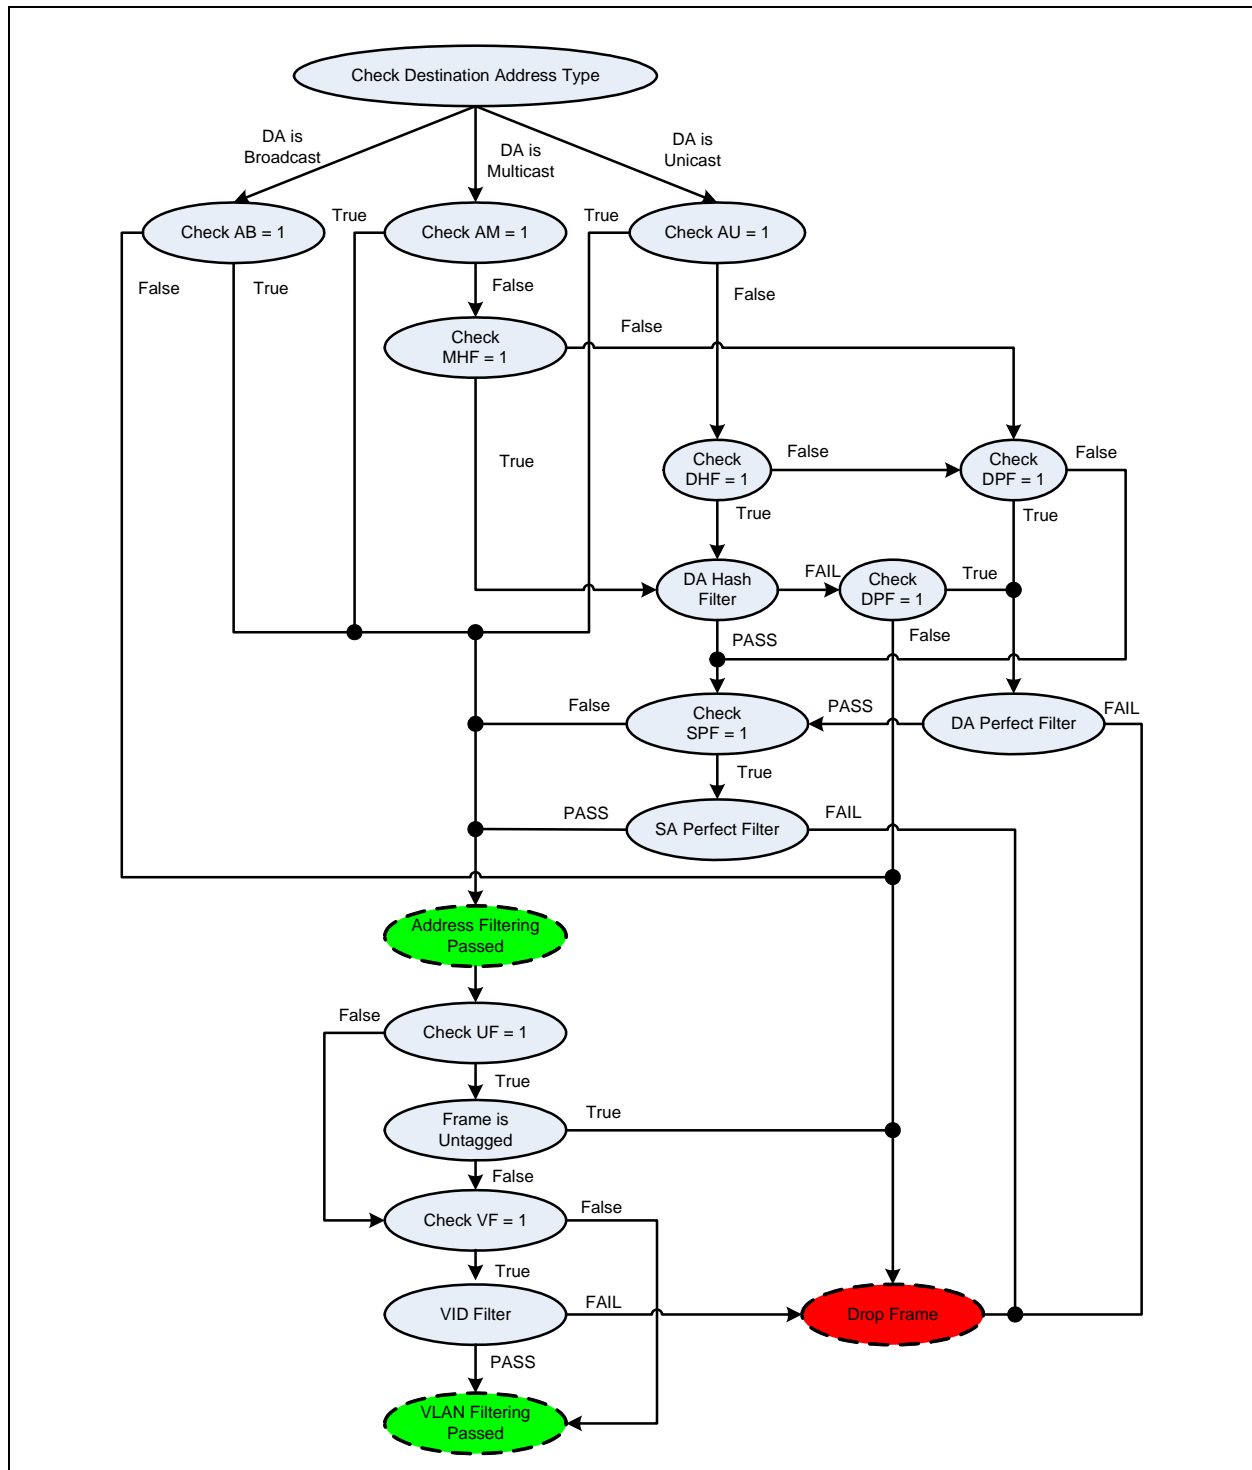 Check Destination Address Type
DA is
Broadcast
DA is
Multicast
DA is
Unicast
Check AB = 1
True
Check AM = 1
True
Check AU = 1
False
True
False
False
Check
MHF = 1
False
True
Check
DHF = 1
False
Check
DPF = 1
False
True
True
DA Hash
Filter
FAIL
Check
DPF = 1
True
PASS
False
False
Check
SPF = 1
PASS
DA Perfect Filter
FAIL
True
PASS
SA Perfect Filter
FAIL
Address Filtering
Passed
False
Check UF = 1
True
Frame is
Untagged
True
False
Check VF = 1
False
True
VID Filter
FAIL
Drop Frame
PASS
VLAN Filtering
Passed